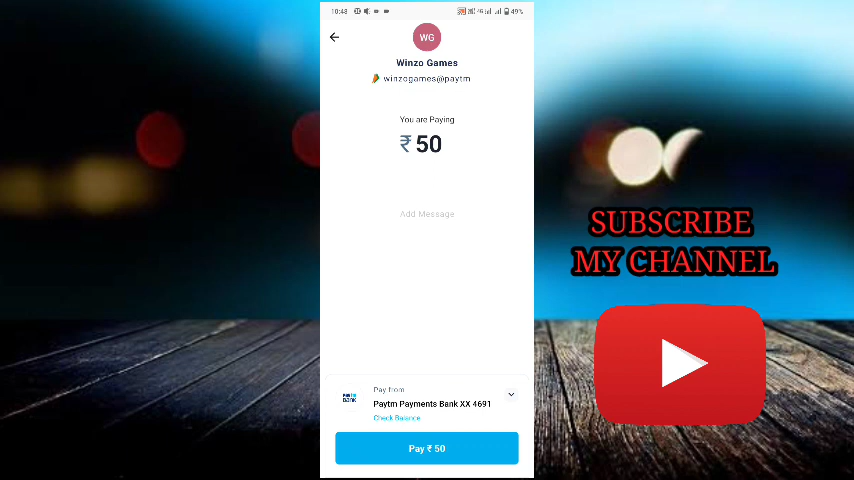 10:48
4G
49%
WG
Winzo Games
winzogames@paytm
You are Paying
₹ 50
Add Message
Pay from
Paytm Payments Bank XX 4691
Check Balance
Pay ₹ 50
SUBSCRIBE
MY CHANNEL